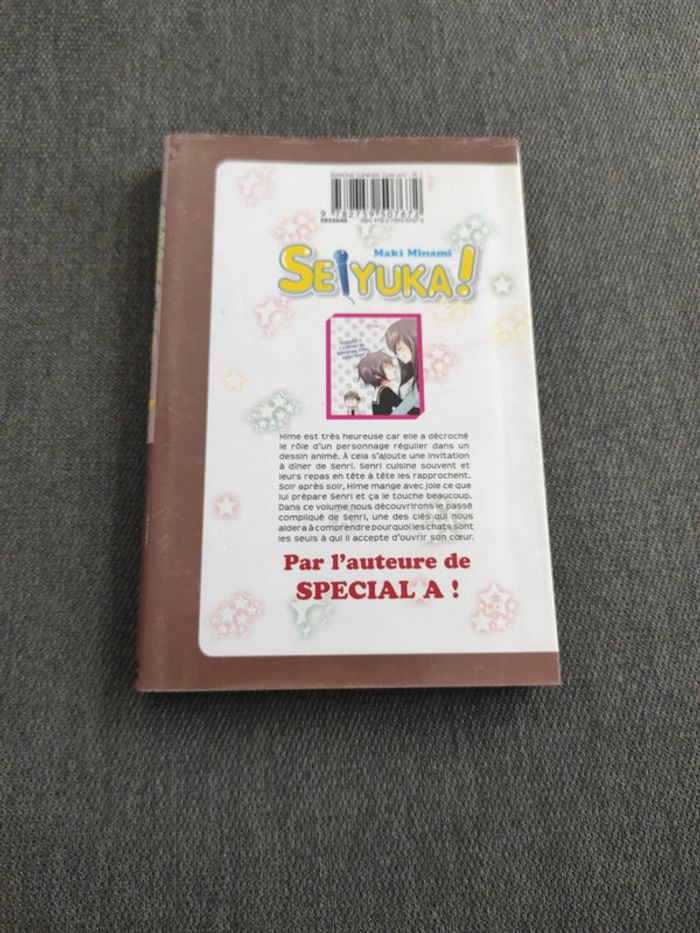 9 782759 507672
Maki Minami
SEIYUKA!
Hime est très heureuse car elle a décroché
le rôle d'un personnage régulier dans un
dessin animé. À cela s'ajoute une invitation
à dîner de Senri. Senri cuisine souvent et
leurs repas en tête à tête les rapprochent.
Soir après soir, Hime mange avec joie ce que
lui prépare Senri et ça le touche beaucoup.
Dans ce volume nous découvrirons le passé
compliqué de Senri, une des clés qui nous
aidera à comprendre pourquoi les chats sont
les seuls à qui il accepte d'ouvrir son cœur.
Par l'auteure de
SPECIAL A !